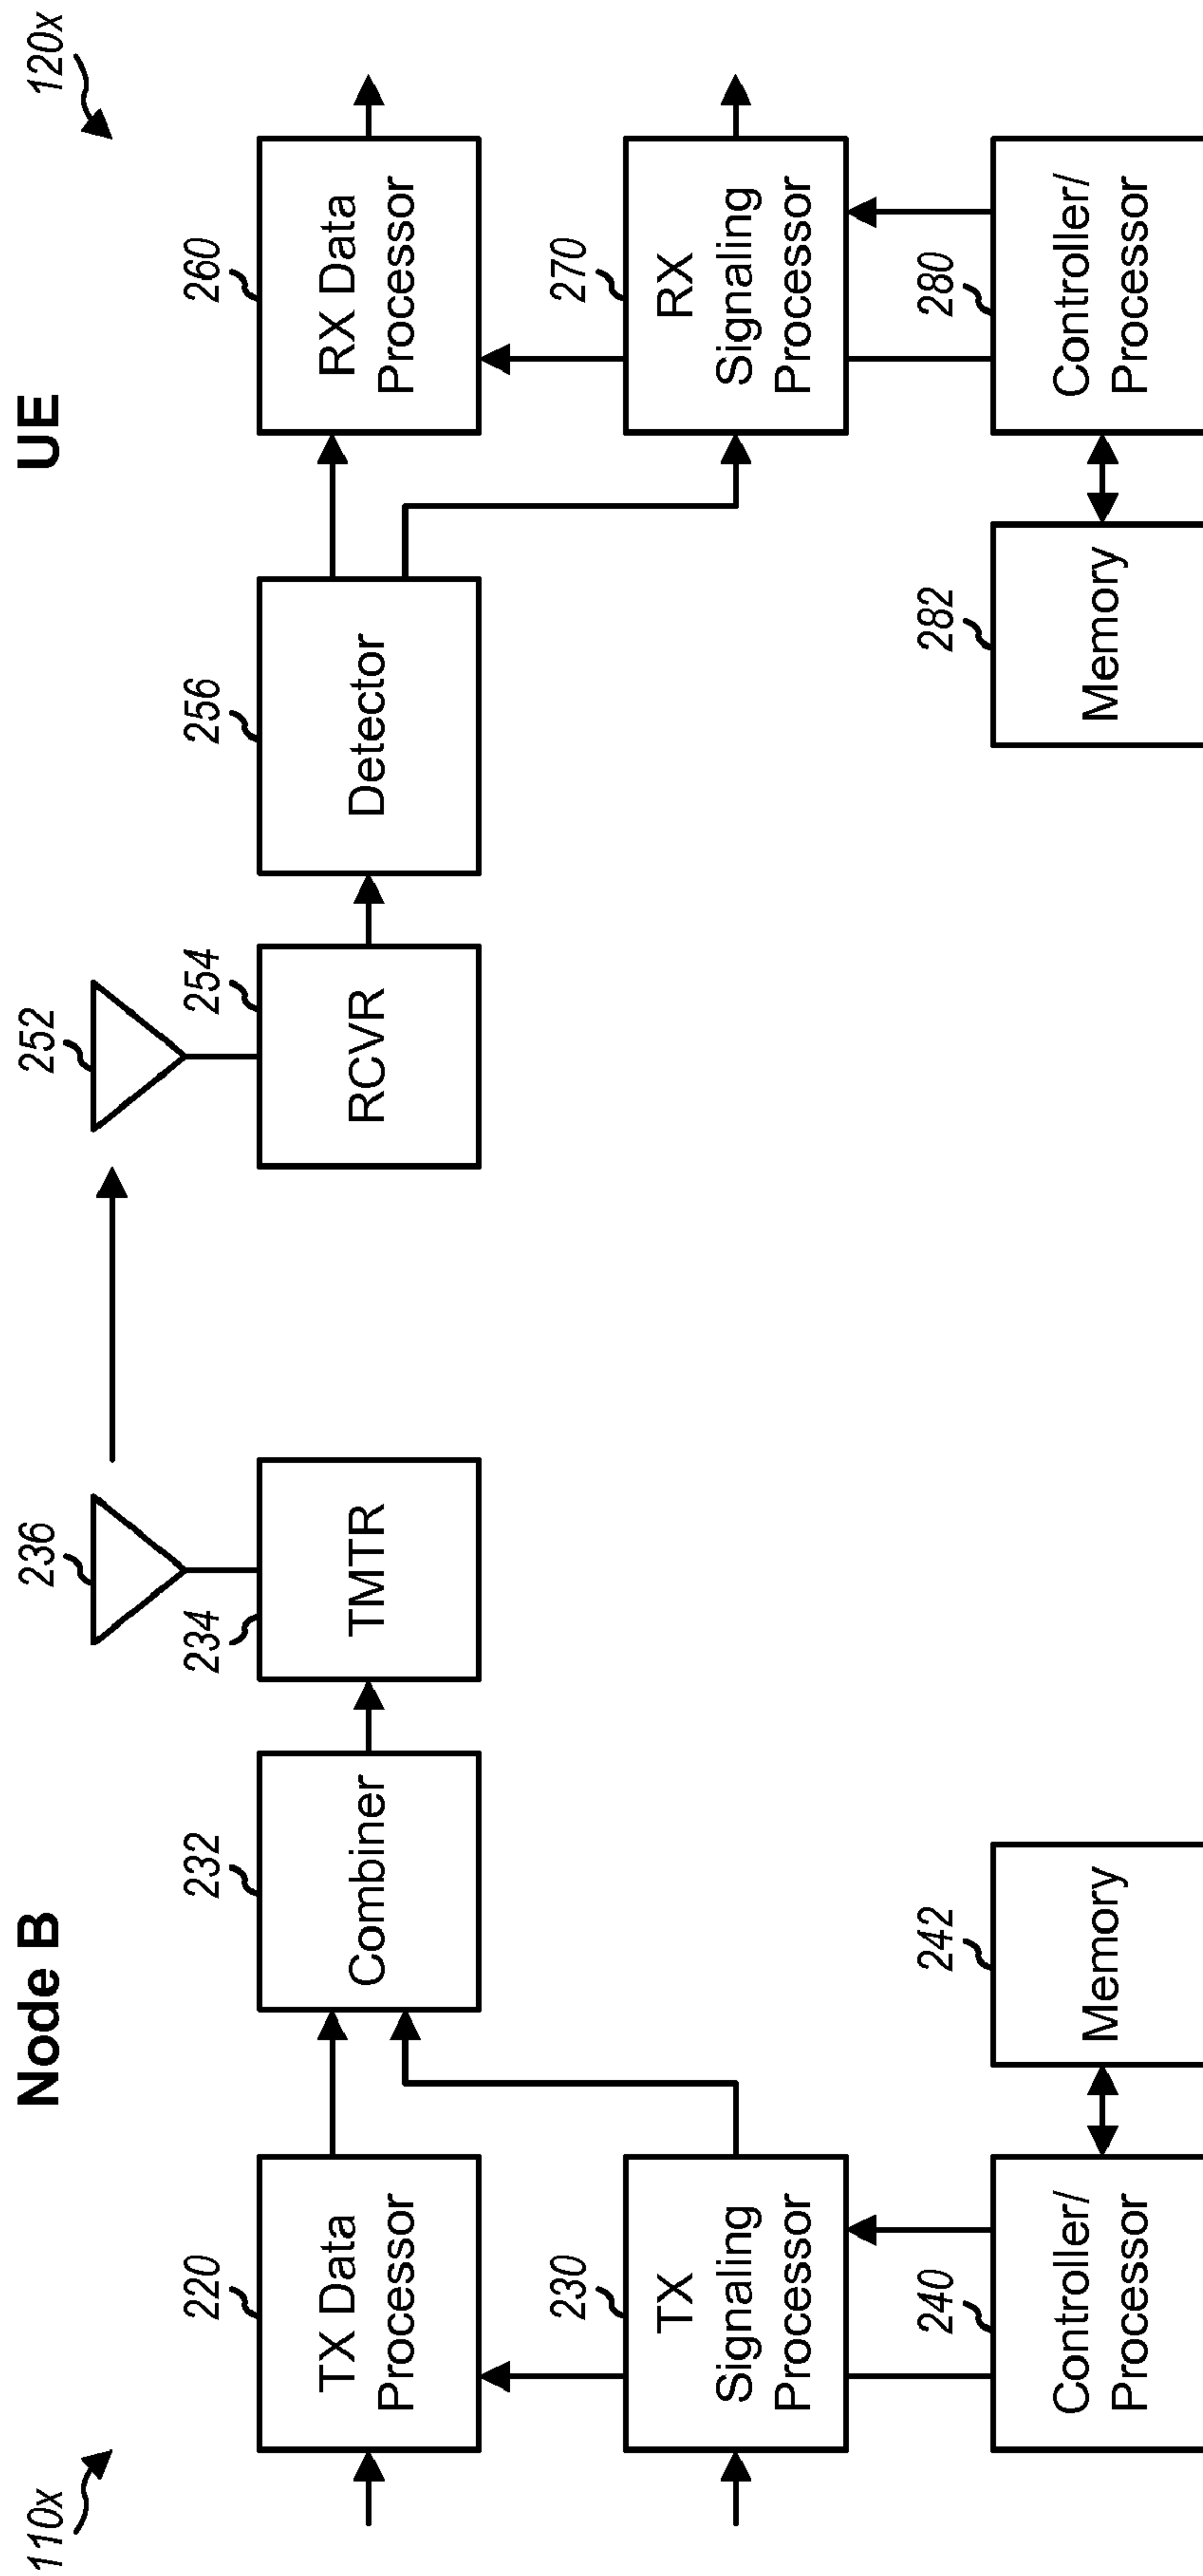 110x
Node B
UE
120x
236
252
220
TX Data
Processor
232
Combiner
234
TMTR
254
RCVR
256
Detector
260
RX Data
Processor
230
TX
Signaling
Processor
270
RX
Signaling
Processor
240
Controller/
Processor
242
Memory
282
Memory
280
Controller/
Processor